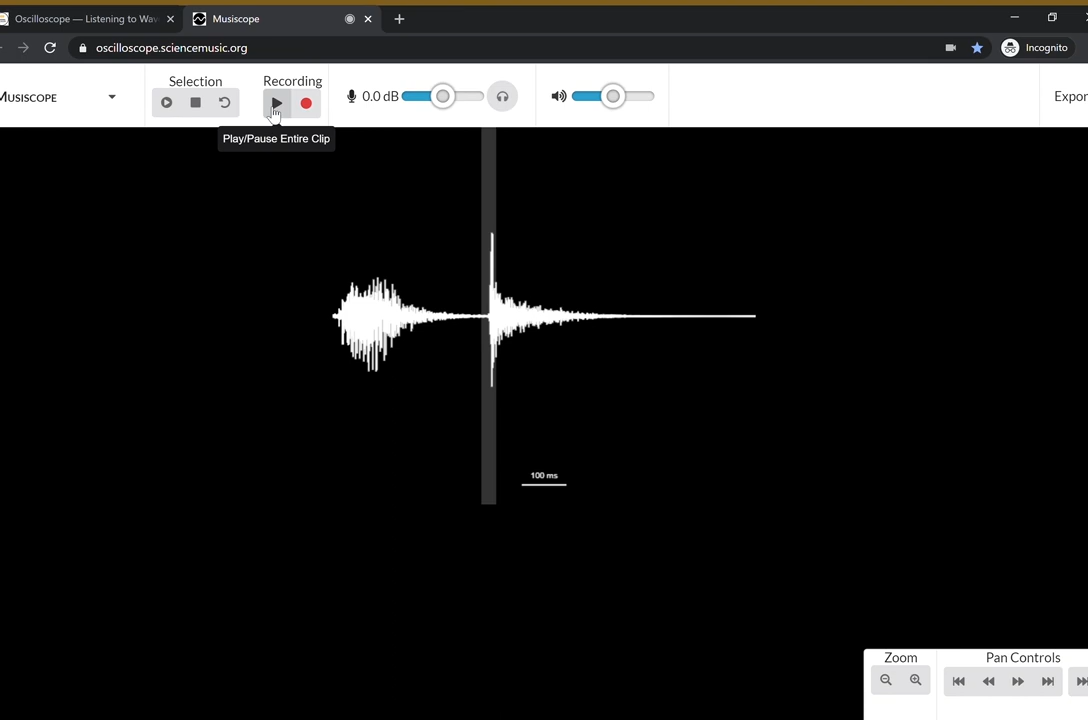 Oscilloscope — Listening to Wav
Musiscope
oscilloscope.sciencemusic.org
Incognito
Selection
Recording
MUSISCOPE
0.0 dB
Expor
Play/Pause Entire Clip
100 ms
Zoom
Pan Controls